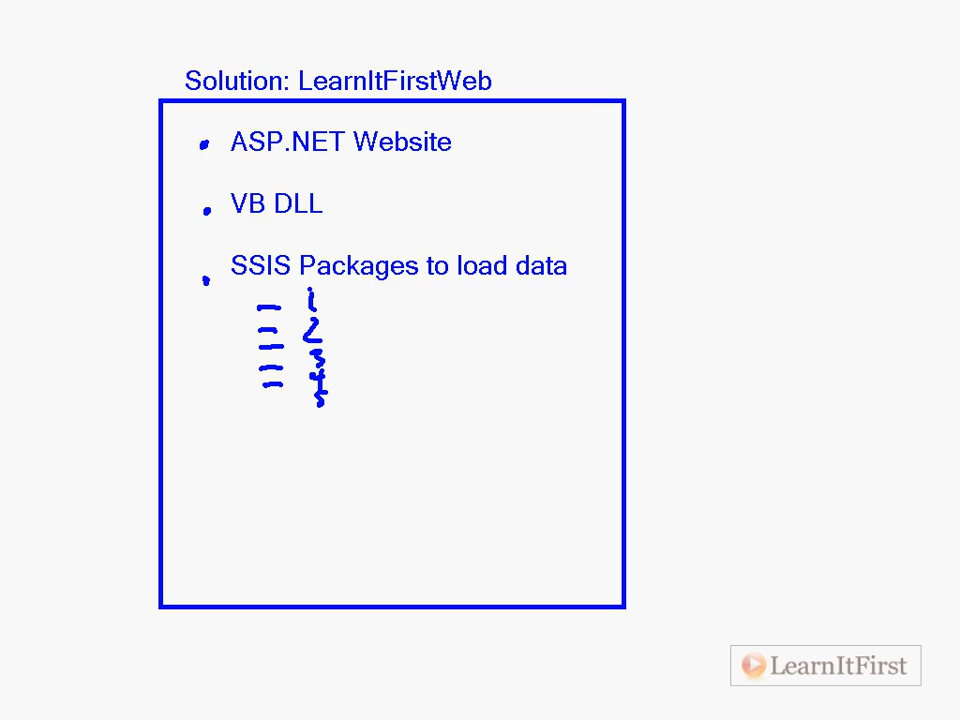 Solution: LearnItFirstWeb
ASP.NET Website
VB DLL
SSIS Packages to load data
1
2
3
4
5
LearnItFirst